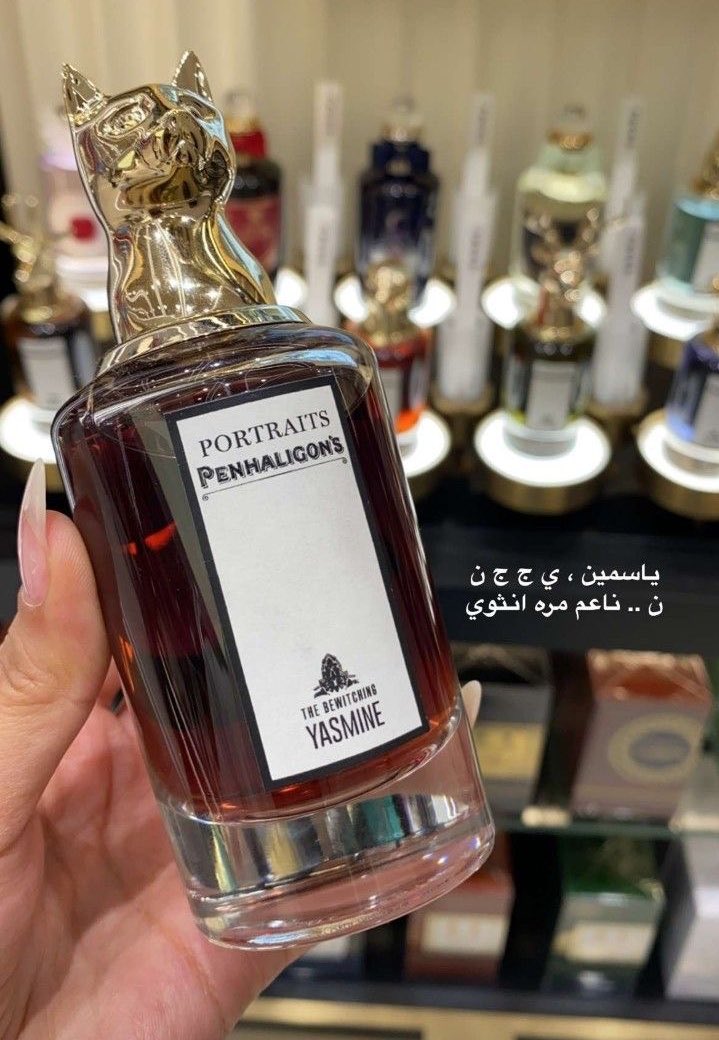 PORTRAITS
PENHALIGON'S
THE BEWITCHING
YASMINE
ياسمين ، ي ج ج ن
ن .. ناعم مره انثوي